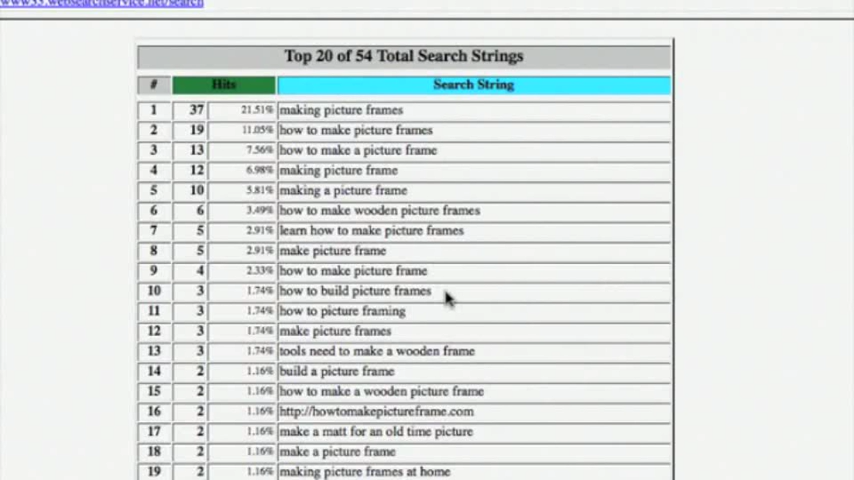 www33.websearchservice.net/search
Top 20 of 54 Total Search Strings
# Hits Search String
1 37 21.51% making picture frames
2 19 11.05% how to make picture frames
3 13 7.56% how to make a picture frame
4 12 6.98% making picture frame
5 10 5.81% making a picture frame
6 6 3.49% how to make wooden picture frames
7 5 2.91% learn how to make picture frames
8 5 2.91% make picture frame
9 4 2.33% how to make picture frame
10 3 1.74% how to build picture frames
11 3 1.74% how to picture framing
12 3 1.74% make picture frames
13 3 1.74% tools need to make a wooden frame
14 2 1.16% build a picture frame
15 2 1.16% how to make a wooden picture frame
16 2 1.16% http://howtomakepictureframe.com
17 2 1.16% make a matt for an old time picture
18 2 1.16% make a picture frame
19 2 1.16% making picture frames at home